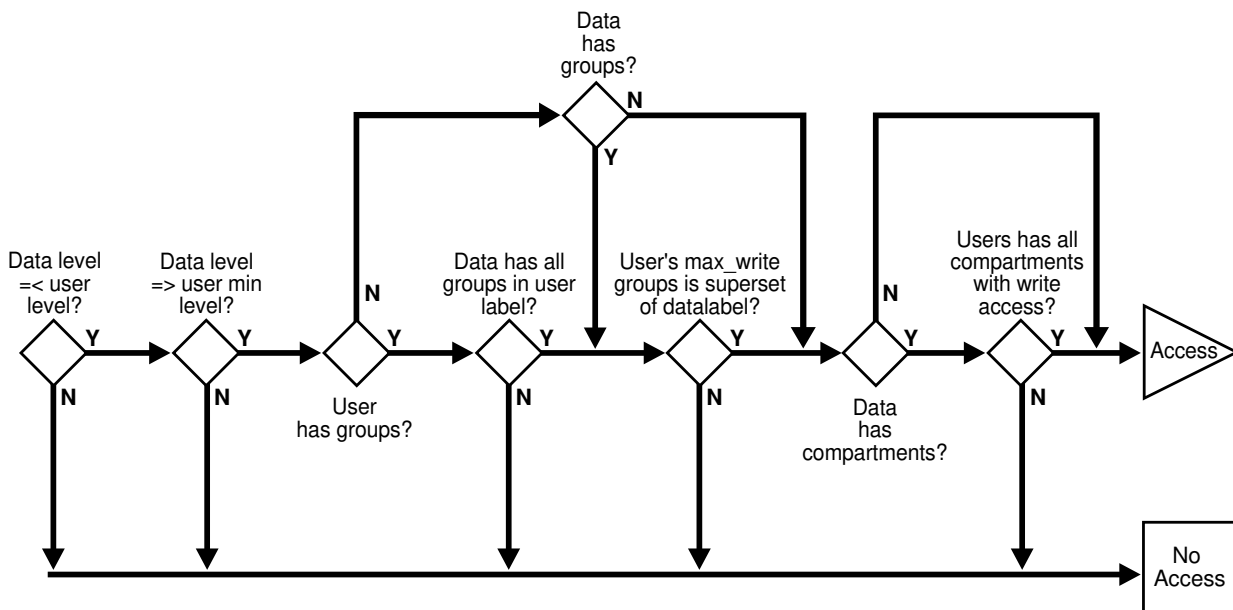 Data
has
groups?
N
Y
Data level
=< user
level?
Y
N
Data level
=> user min
level?
Y
N
N
Y
User
has groups?
Data has all
groups in user
label?
Y
N
User's max_write
groups is superset
of datalabel?
Y
N
N
Y
Data
has
compartments?
Users has all
compartments
with write
access?
Y
N
Access
No
Access